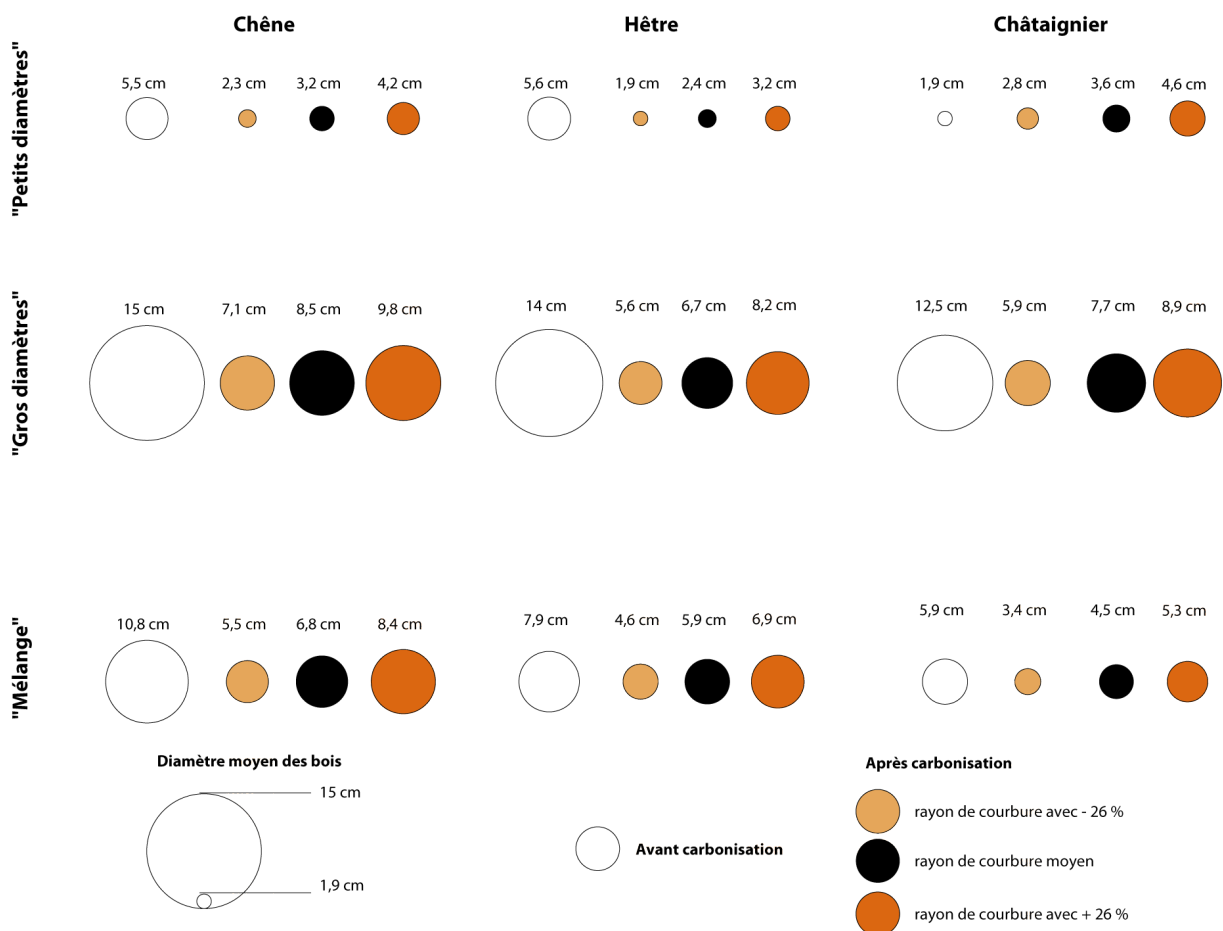 Chêne Hêtre Châtaignier
"Petits diamètres"
5,5 cm 2,3 cm 3,2 cm 4,2 cm 5,6 cm 1,9 cm 2,4 cm 3,2 cm 1,9 cm 2,8 cm 3,6 cm 4,6 cm
"Gros diamètres"
15 cm 7,1 cm 8,5 cm 9,8 cm 14 cm 5,6 cm 6,7 cm 8,2 cm 12,5 cm 5,9 cm 7,7 cm 8,9 cm
"Mélange"
10,8 cm 5,5 cm 6,8 cm 8,4 cm 7,9 cm 4,6 cm 5,9 cm 6,9 cm 5,9 cm 3,4 cm 4,5 cm 5,3 cm
Diamètre moyen des bois
15 cm
1,9 cm
Avant carbonisation
Après carbonisation
rayon de courbure avec - 26 %
rayon de courbure moyen
rayon de courbure avec + 26 %